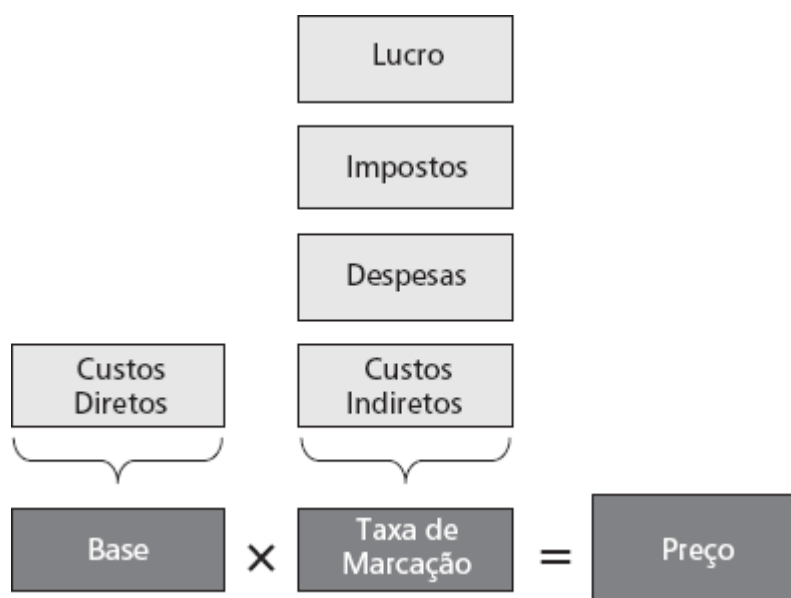 Lucro
Impostos
Despesas
Custos
Diretos
Custos
Indiretos
Base
×
Taxa de
Marcação
=
Preço